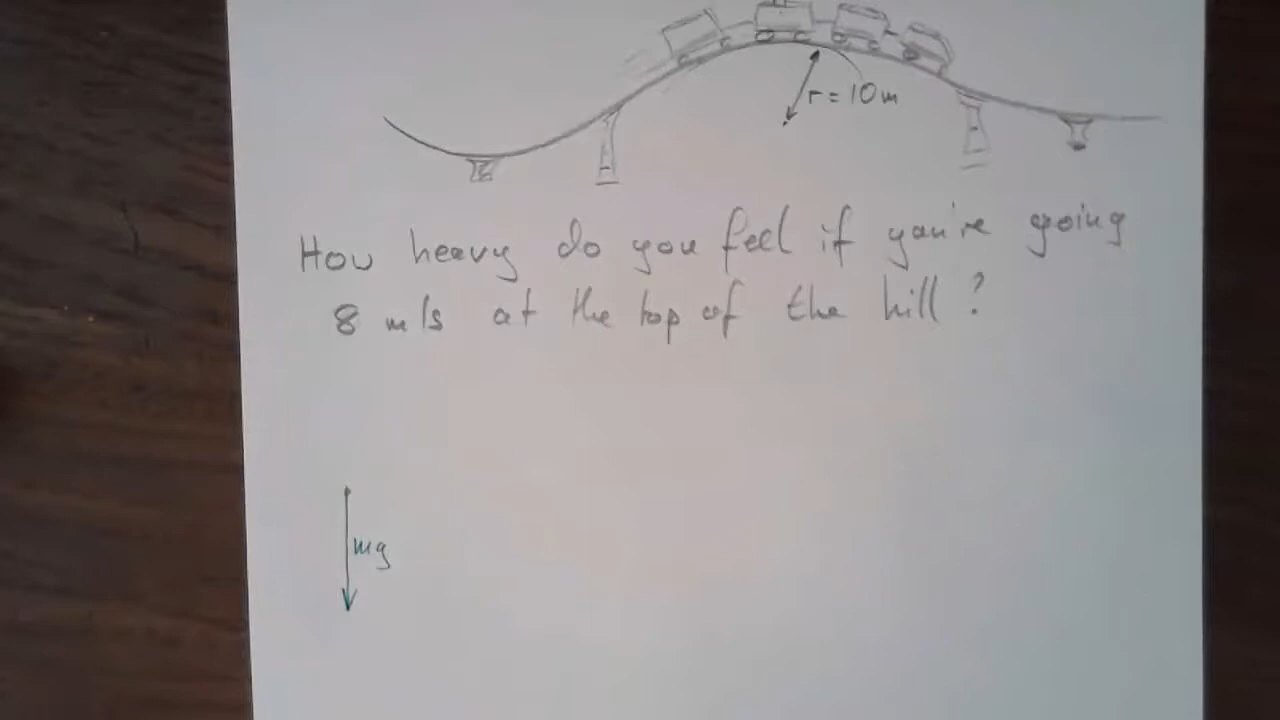 r = 10m
How heavy do you feel if you're going
8 m/s at the top of the hill ?
mg